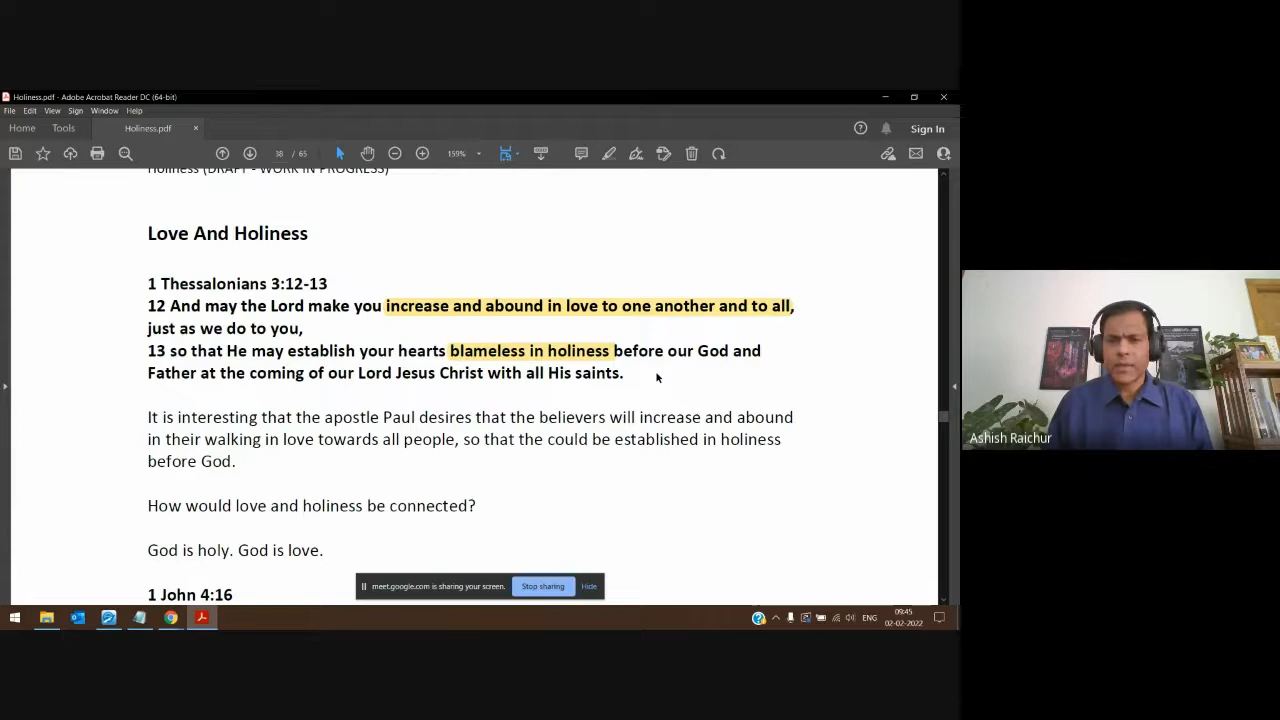 Holiness.pdf - Adobe Acrobat Reader DC (64-bit)
File Edit View Sign Window Help
Home Tools Holiness.pdf × Sign In
38 / 65 159%
Holiness (DRAFT - WORK IN PROGRESS)
Love And Holiness
1 Thessalonians 3:12-13
12 And may the Lord make you increase and abound in love to one another and to all,
just as we do to you,
13 so that He may establish your hearts blameless in holiness before our God and
Father at the coming of our Lord Jesus Christ with all His saints.
It is interesting that the apostle Paul desires that the believers will increase and abound
in their walking in love towards all people, so that the could be established in holiness
before God.
How would love and holiness be connected?
God is holy. God is love.
1 John 4:16
meet.google.com is sharing your screen. Stop sharing Hide
ENG 09:45
02-02-2022
Ashish Raichur